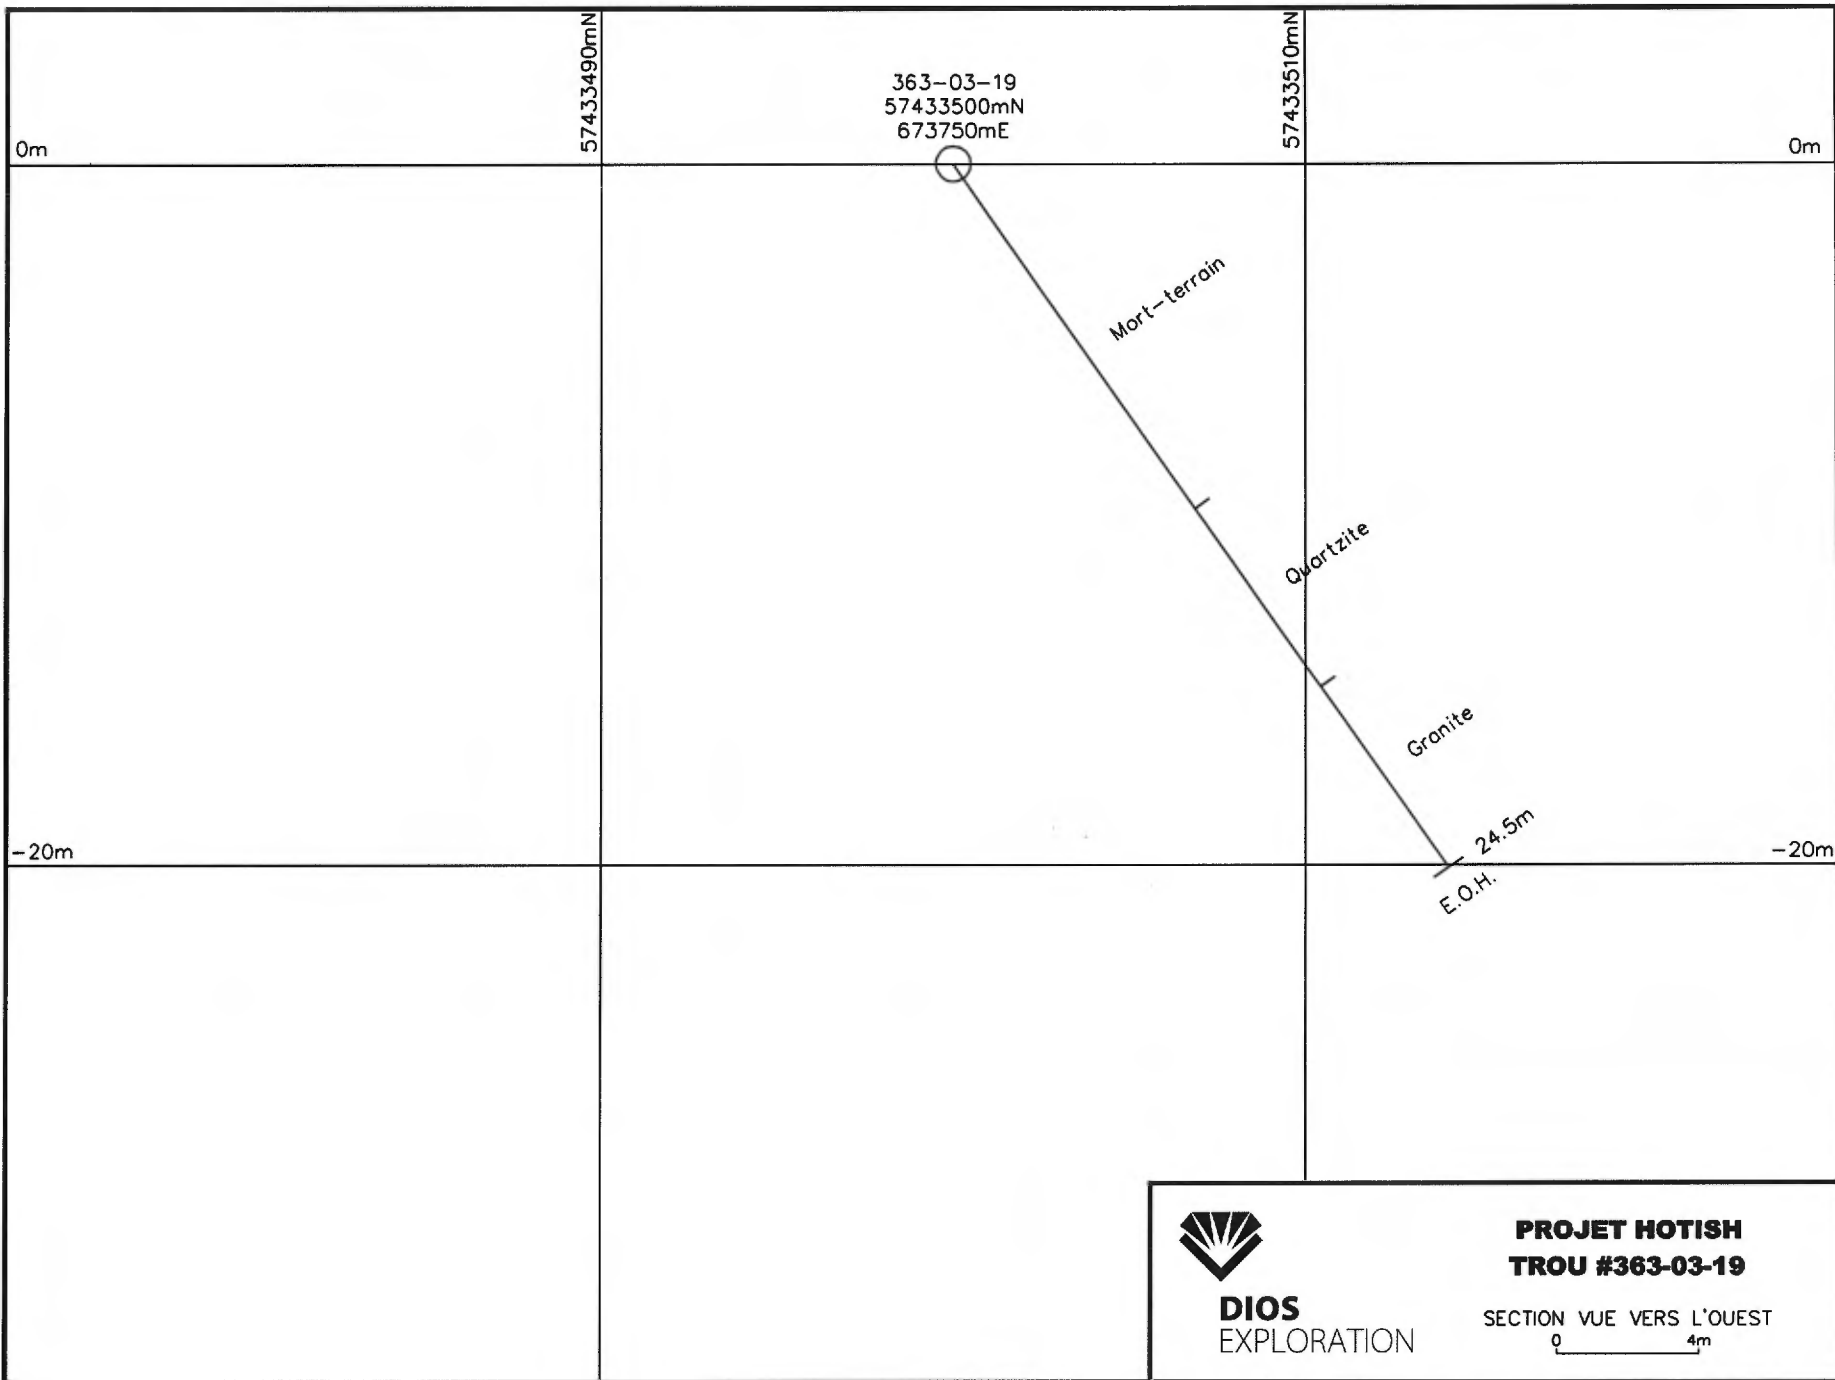 57433490mN
363-03-19
57433500mN
673750mE
57433510mN
0m
0m
Mort-terrain
Quartzite
Granite
24.5m
E.O.H.
-20m
-20m
DIOS
EXPLORATION
PROJET HOTISH
TROU #363-03-19
SECTION VUE VERS L'OUEST
0 4m